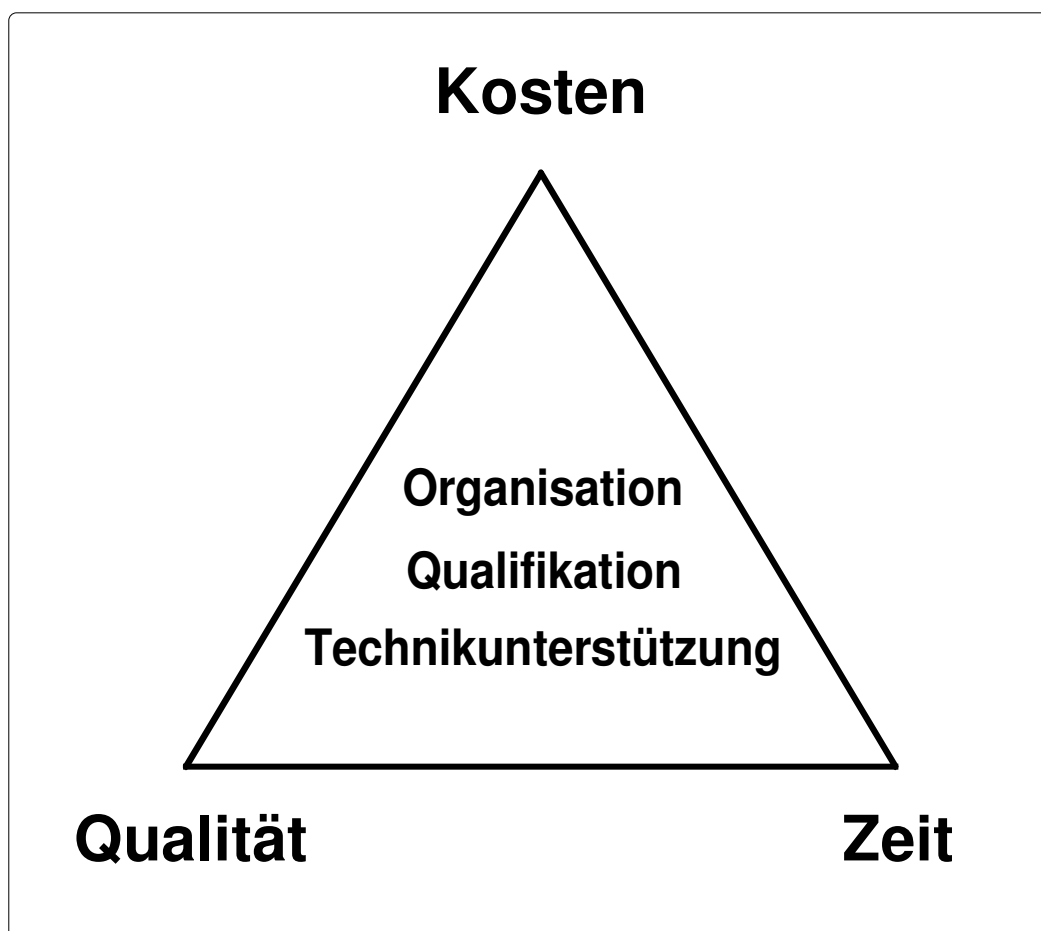 Kosten
Organisation
Qualifikation
Technikunterstützung
Qualität
Zeit